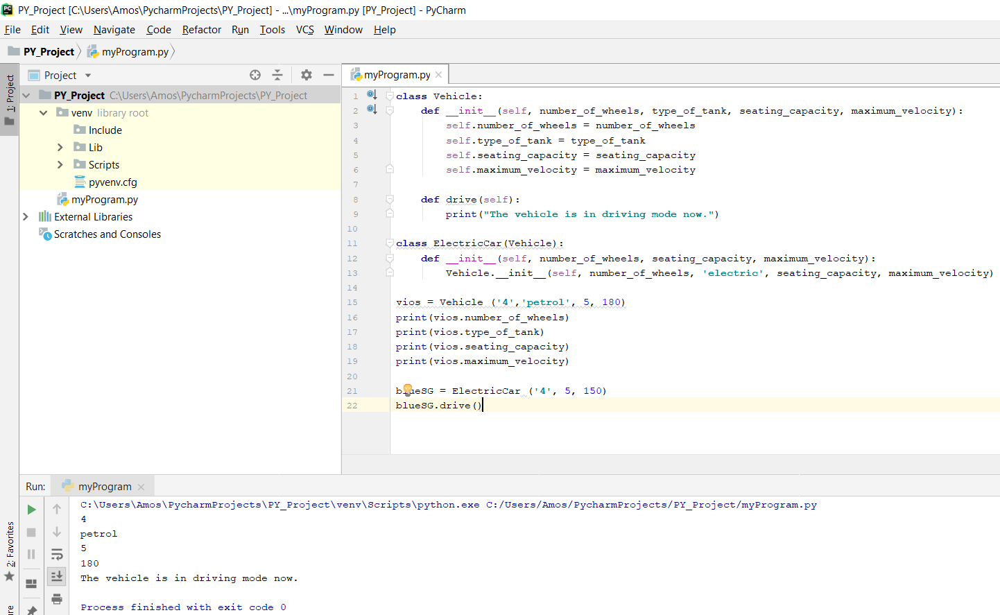 PY_Project [C:\Users\Amos\PycharmProjects\PY_Project] - ...\myProgram.py [PY_Project] - PyCharm
File Edit View Navigate Code Refactor Run Tools VCS Window Help
PY_Project myProgram.py
1: Project
Project
PY_Project C:\Users\Amos\PycharmProjects\PY_Project
venv library root
Include
Lib
Scripts
pyvenv.cfg
myProgram.py
External Libraries
Scratches and Consoles
myProgram.py
1 class Vehicle:
2     def __init__(self, number_of_wheels, type_of_tank, seating_capacity, maximum_velocity):
3         self.number_of_wheels = number_of_wheels
4         self.type_of_tank = type_of_tank
5         self.seating_capacity = seating_capacity
6         self.maximum_velocity = maximum_velocity
7
8     def drive(self):
9         print("The vehicle is in driving mode now.")
10
11 class ElectricCar(Vehicle):
12     def __init__(self, number_of_wheels, seating_capacity, maximum_velocity):
13         Vehicle.__init__(self, number_of_wheels, 'electric', seating_capacity, maximum_velocity)
14
15 vios = Vehicle ('4','petrol', 5, 180)
16 print(vios.number_of_wheels)
17 print(vios.type_of_tank)
18 print(vios.seating_capacity)
19 print(vios.maximum_velocity)
20
21 blueSG = ElectricCar ('4', 5, 150)
22 blueSG.drive()
Run: myProgram
C:\Users\Amos\PycharmProjects\PY_Project\venv\Scripts\python.exe C:/Users/Amos/PycharmProjects/PY_Project/myProgram.py
4
petrol
5
180
The vehicle is in driving mode now.
Process finished with exit code 0
2: Favorites